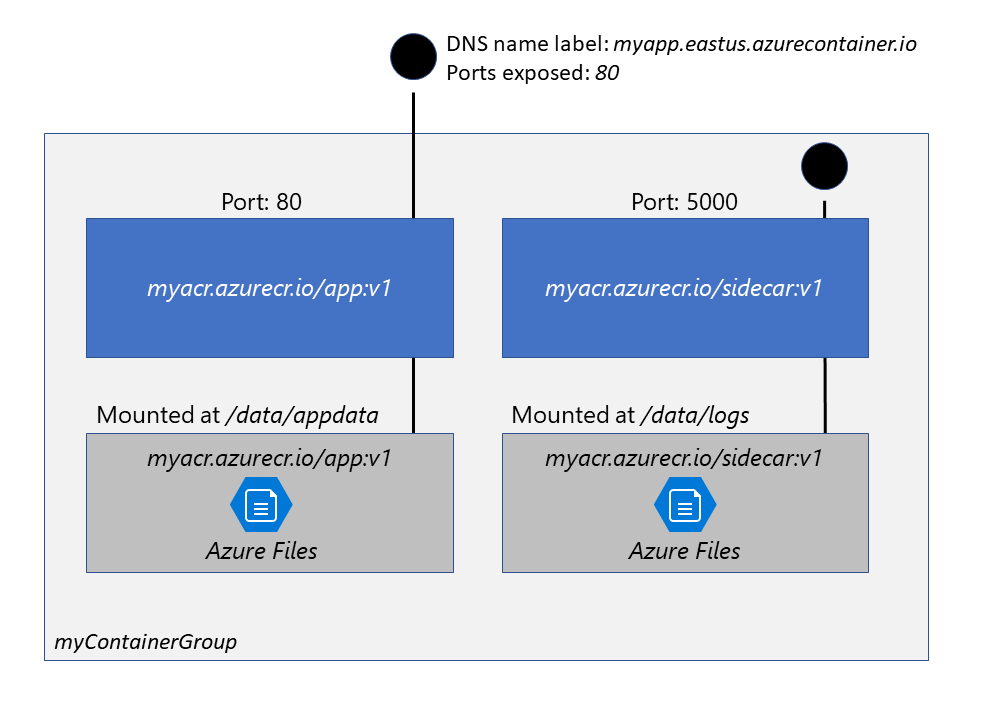 DNS name label: myapp.eastus.azurecontainer.io
Ports exposed: 80
Port: 80
Port: 5000
myacr.azurecr.io/app:v1
myacr.azurecr.io/sidecar:v1
Mounted at /data/appdata
Mounted at /data/logs
myacr.azurecr.io/app:v1
myacr.azurecr.io/sidecar:v1
Azure Files
Azure Files
myContainerGroup